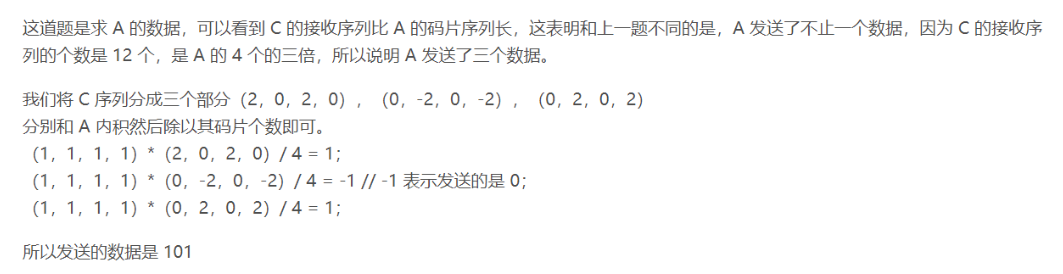 这道题是求 A 的数据，可以看到 C 的接收序列比 A 的码片序列长，这表明和上一题不同的是，A 发送了不止一个数据，因为 C 的接收序
列的个数是 12 个，是 A 的 4 个的三倍，所以说明 A 发送了三个数据。
我们将 C 序列分成三个部分（2，0，2，0），（0，-2，0，-2），（0，2，0，2）
分别和 A 内积然后除以其码片个数即可。
（1，1，1，1）*（2，0，2，0）/ 4 = 1；
（1，1，1，1）*（0，-2，0，-2）/ 4 = -1 // -1 表示发送的是 0；
（1，1，1，1）*（0，2，0，2）/ 4 = 1；
所以发送的数据是 101